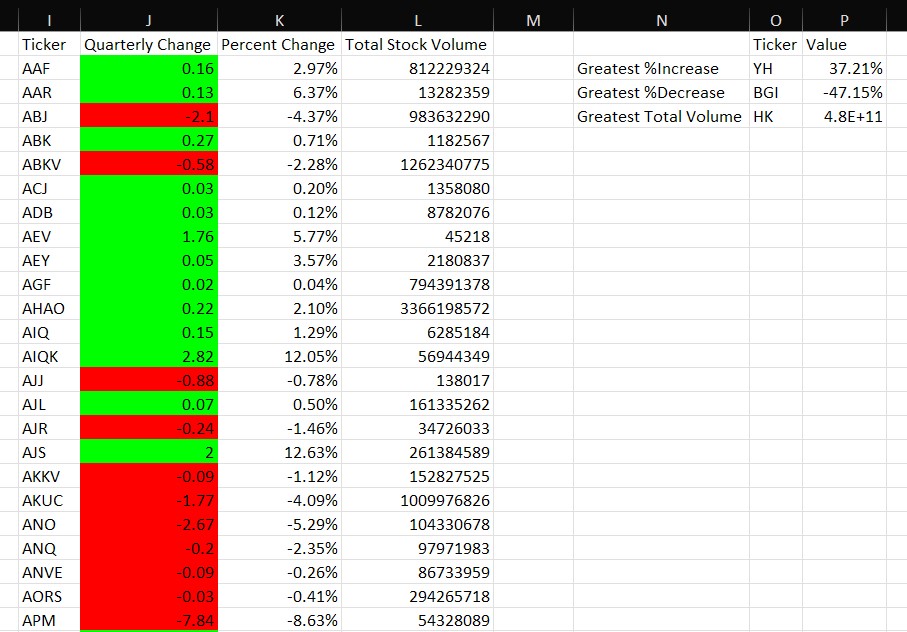 I J K L M N O P
Ticker Quarterly Change Percent Change Total Stock Volume Ticker Value
AAF 0.16 2.97% 812229324 Greatest %Increase YH 37.21%
AAR 0.13 6.37% 13282359 Greatest %Decrease BGI -47.15%
ABJ -2.1 -4.37% 983632290 Greatest Total Volume HK 4.8E+11
ABK 0.27 0.71% 1182567
ABKV -0.58 -2.28% 1262340775
ACJ 0.03 0.20% 1358080
ADB 0.03 0.12% 8782076
AEV 1.76 5.77% 45218
AEY 0.05 3.57% 2180837
AGF 0.02 0.04% 794391378
AHAO 0.22 2.10% 3366198572
AIQ 0.15 1.29% 6285184
AIQK 2.82 12.05% 56944349
AJJ -0.88 -0.78% 138017
AJL 0.07 0.50% 161335262
AJR -0.24 -1.46% 34726033
AJS 2 12.63% 261384589
AKKV -0.09 -1.12% 152827525
AKUC -1.77 -4.09% 1009976826
ANO -2.67 -5.29% 104330678
ANQ -0.2 -2.35% 97971983
ANVE -0.09 -0.26% 86733959
AORS -0.03 -0.41% 294265718
APM -7.84 -8.63% 54328089